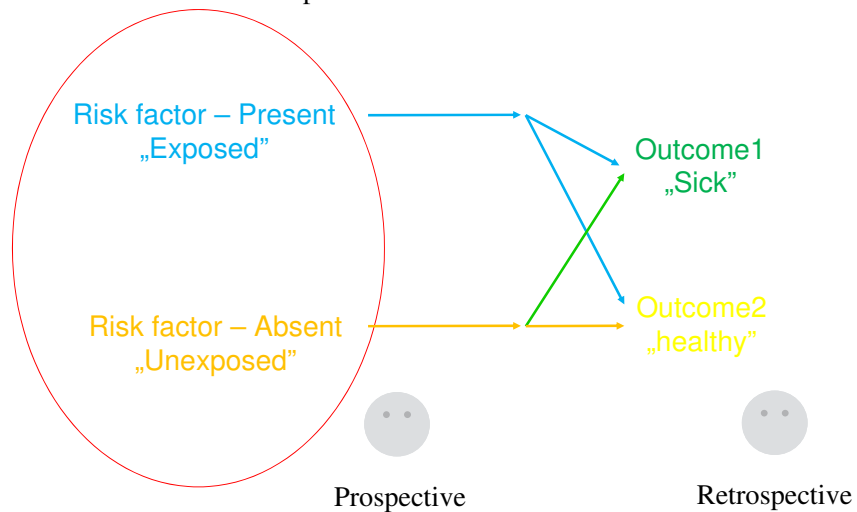 Risk factor – Present
„Exposed”
Outcome1
„Sick”
Risk factor – Absent
„Unexposed”
Outcome2
„healthy”
Prospective
Retrospective